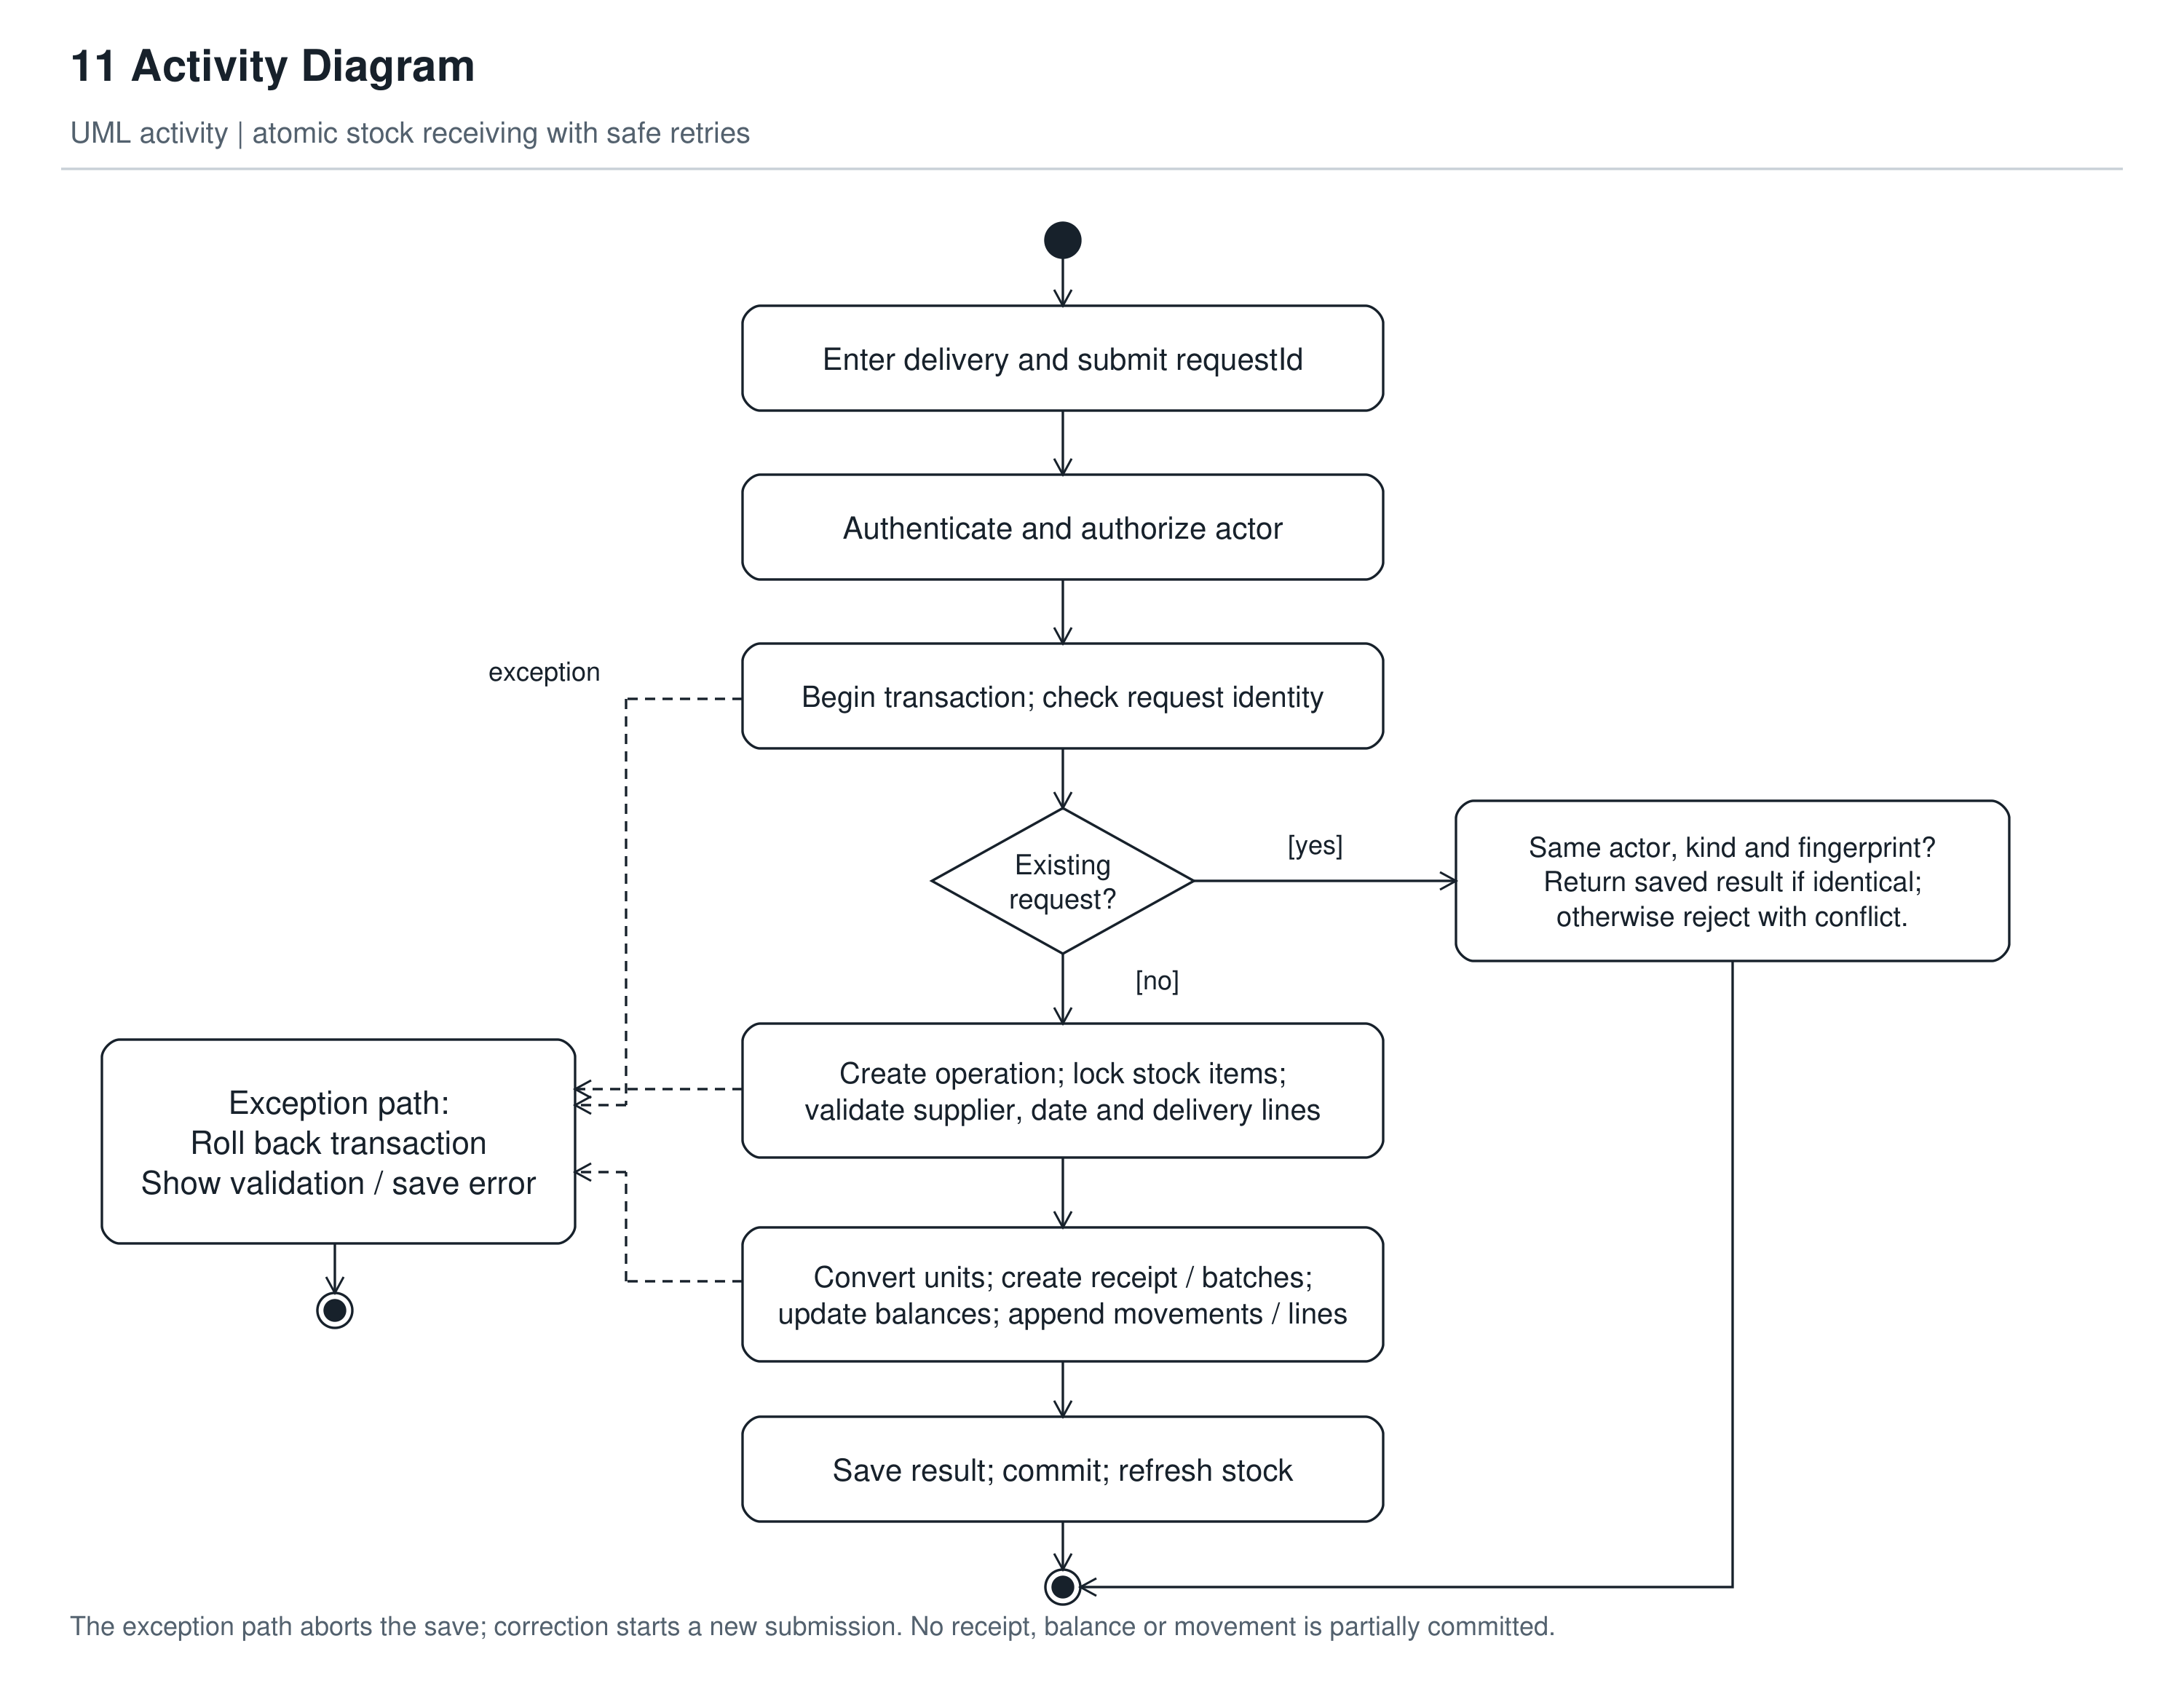 11 Activity Diagram
UML activity | atomic stock receiving with safe retries
Enter delivery and submit requestId
Authenticate and authorize actor
exception
Begin transaction; check request identity
Existing
request?
[yes]
Same actor, kind and fingerprint?
Return saved result if identical;
otherwise reject with conflict.
[no]
Create operation; lock stock items;
validate supplier, date and delivery lines
Exception path:
Roll back transaction
Show validation / save error
Convert units; create receipt / batches;
update balances; append movements / lines
Save result; commit; refresh stock
The exception path aborts the save; correction starts a new submission. No receipt, balance or movement is partially committed.